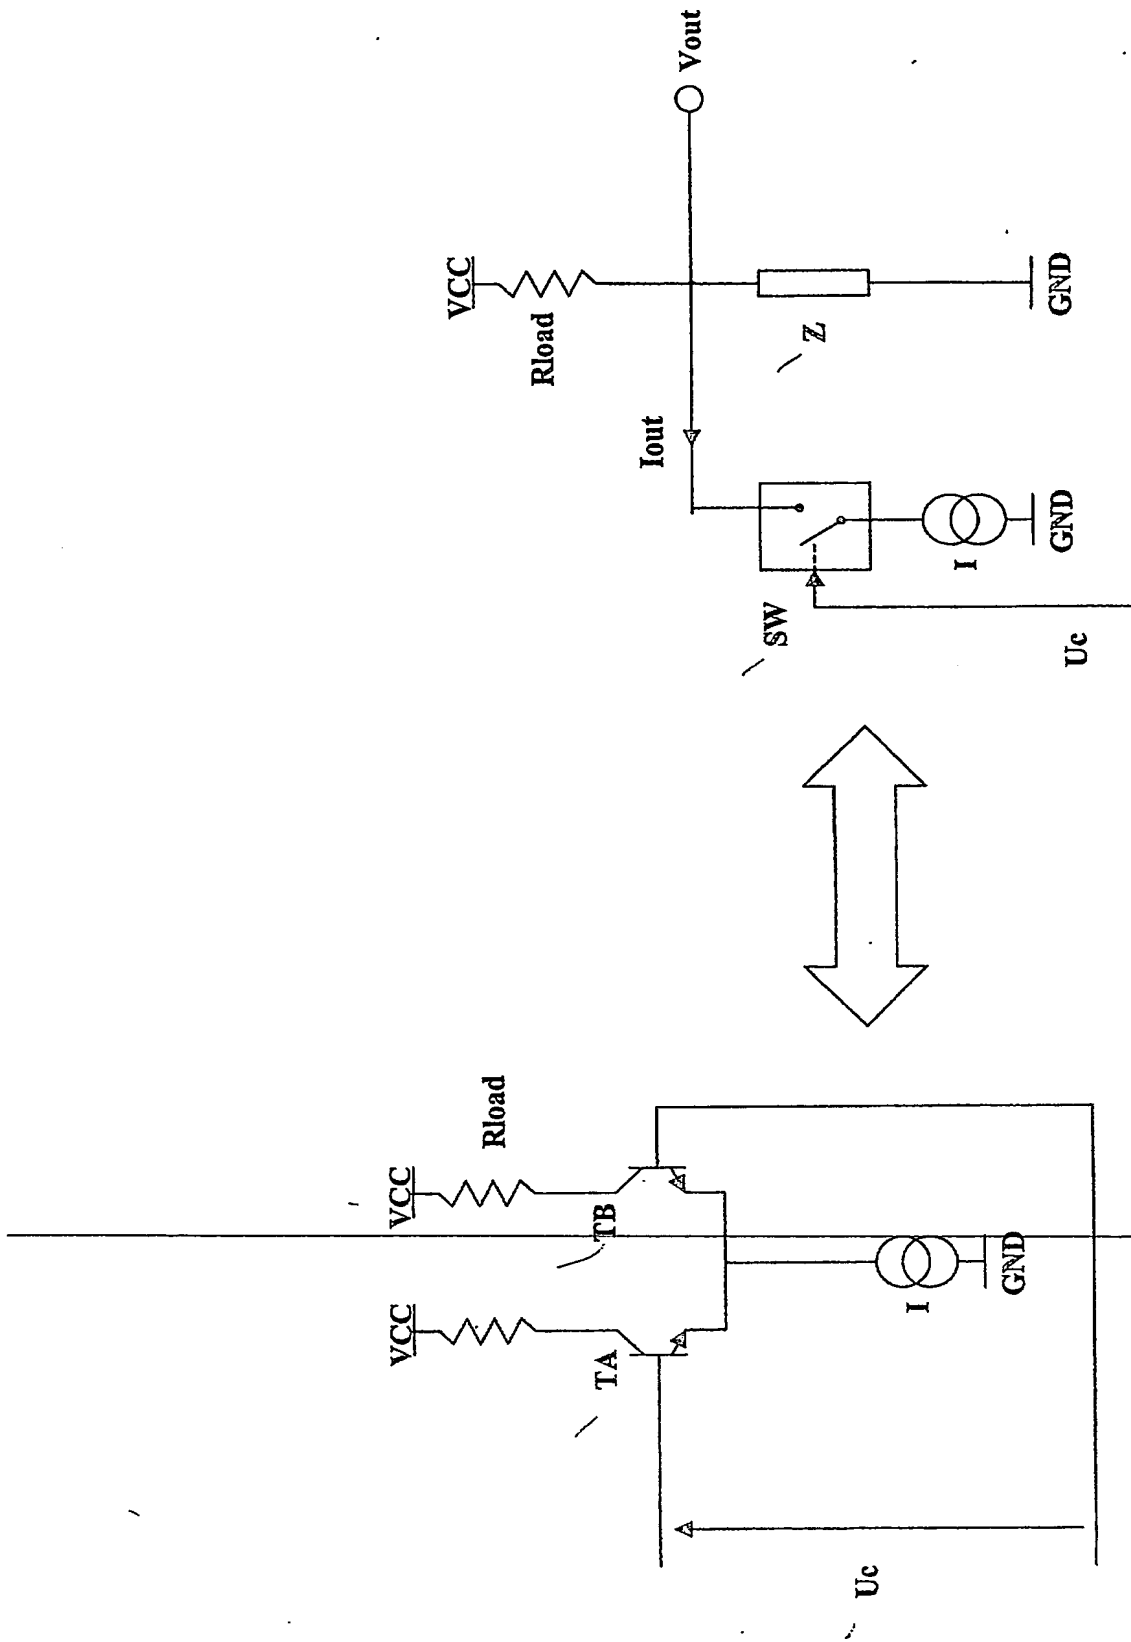 VCC
Rload
Vout
Iout
Z
GND
SW
I
GND
Uc
VCC
VCC
Rload
TA
TB
I
GND
Uc